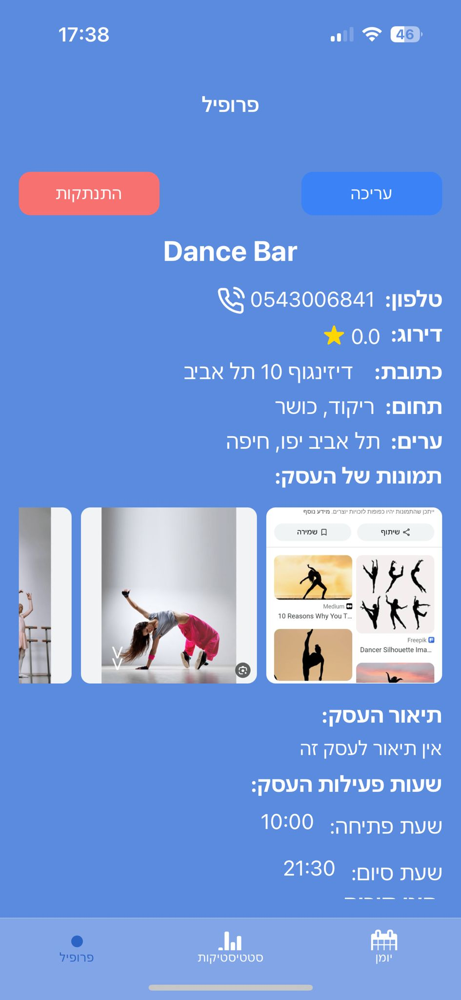 17:38
46
פרופיל
עריכה
התנתקות
Dance Bar
טלפון: 0543006841
דירוג: 0.0
כתובת: דיזינגוף 10 תל אביב
תחום: ריקוד, כושר
ערים: תל אביב יפו, חיפה
תמונות של העסק:
ייתכן שהתמונות יהיו כפופות לזכויות יוצרים. מידע נוסף
שיתוף
שמירה
Medium
10 Reasons Why You T...
Freepik
Dancer Silhouette Ima...
תיאור העסק:
אין תיאור לעסק זה
שעות פעילות העסק:
שעת פתיחה: 10:00
שעת סיום: 21:30
יומן
סטטיסטיקות
פרופיל